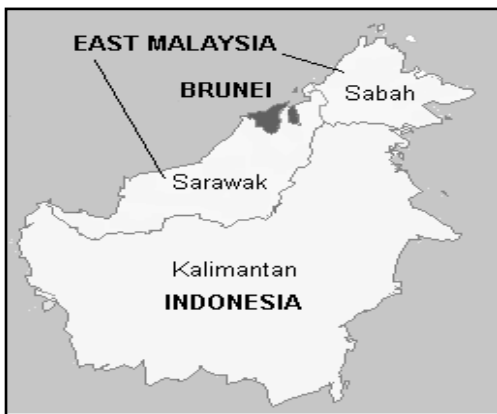 EAST MALAYSIA
BRUNEI
Sabah
Sarawak
Kalimantan
INDONESIA